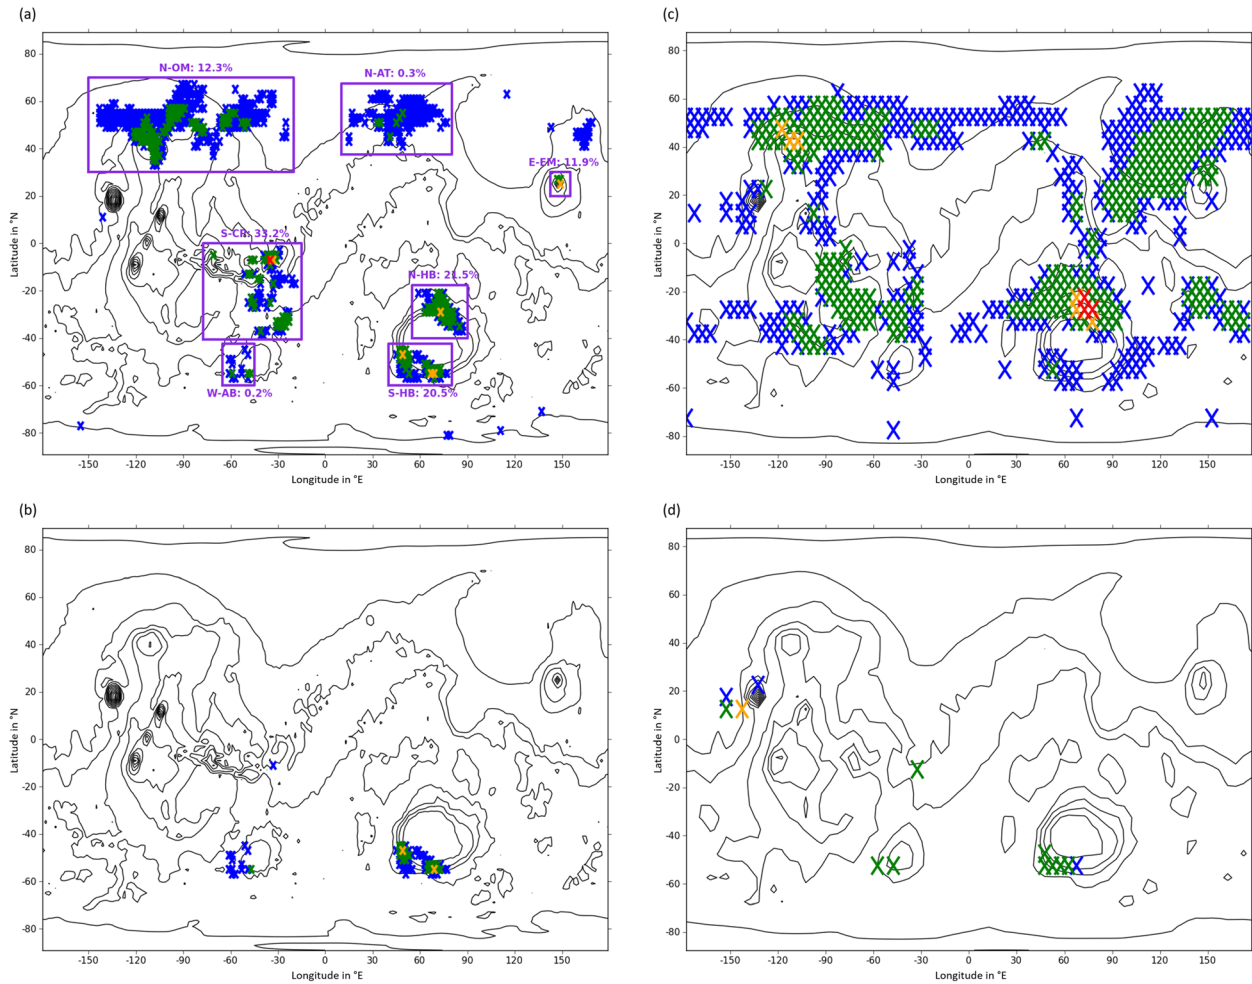 (a)
N-OM: 12.3%
N-AT: 0.3%
E-EM: 11.9%
S-CR: 33.2%
N-HB: 21.5%
W-AB: 0.2%
S-HB: 20.5%
80
60
40
20
0
-20
-40
-60
-80
Latitude in °N
-150 -120 -90 -60 -30 0 30 60 90 120 150
Longitude in °E
(c)
80
60
40
20
0
-20
-40
-60
-80
Latitude in °N
-150 -120 -90 -60 -30 0 30 60 90 120 150
Longitude in °E
(b)
80
60
40
20
0
-20
-40
-60
-80
Latitude in °N
-150 -120 -90 -60 -30 0 30 60 90 120 150
Longitude in °E
(d)
80
60
40
20
0
-20
-40
-60
-80
Latitude in °N
-150 -120 -90 -60 -30 0 30 60 90 120 150
Longitude in °E